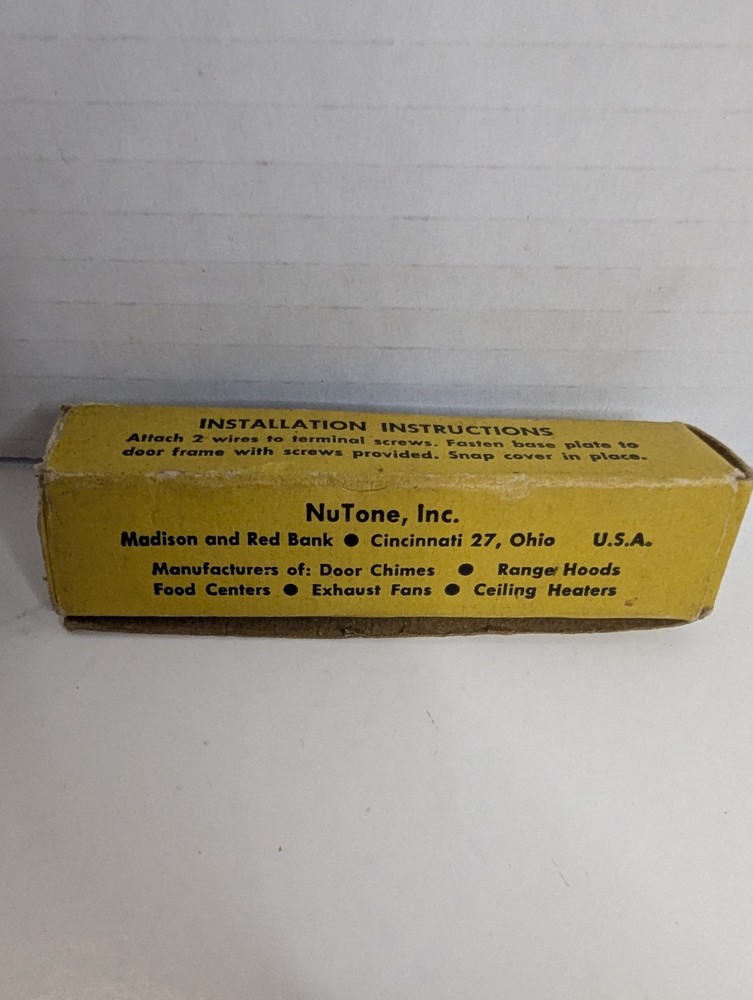 INSTALLATION INSTRUCTIONS
Attach 2 wires to terminal screws. Fasten base plate to
door frame with screws provided. Snap cover in place.
NuTone, Inc.
Madison and Red Bank ● Cincinnati 27, Ohio U.S.A.
Manufacturers of: Door Chimes ● Range Hoods
Food Centers ● Exhaust Fans ● Ceiling Heaters